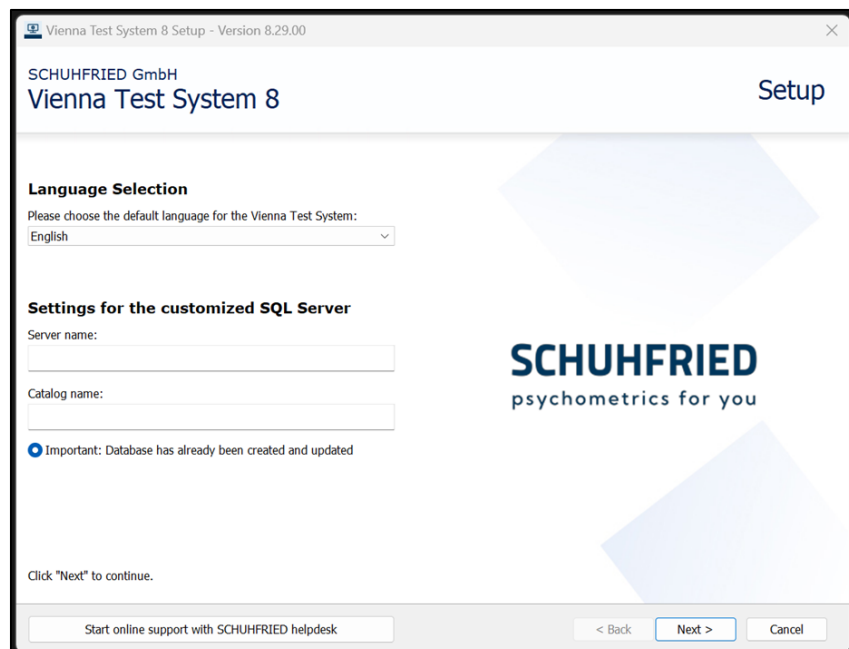 Vienna Test System 8 Setup - Version 8.29.00
SCHUHFRIED GmbH
Vienna Test System 8
Setup
Language Selection
Please choose the default language for the Vienna Test System:
English
Settings for the customized SQL Server
Server name:
Catalog name:
Important: Database has already been created and updated
SCHUHFRIED
psychometrics for you
Click "Next" to continue.
Start online support with SCHUHFRIED helpdesk
< Back
Next >
Cancel